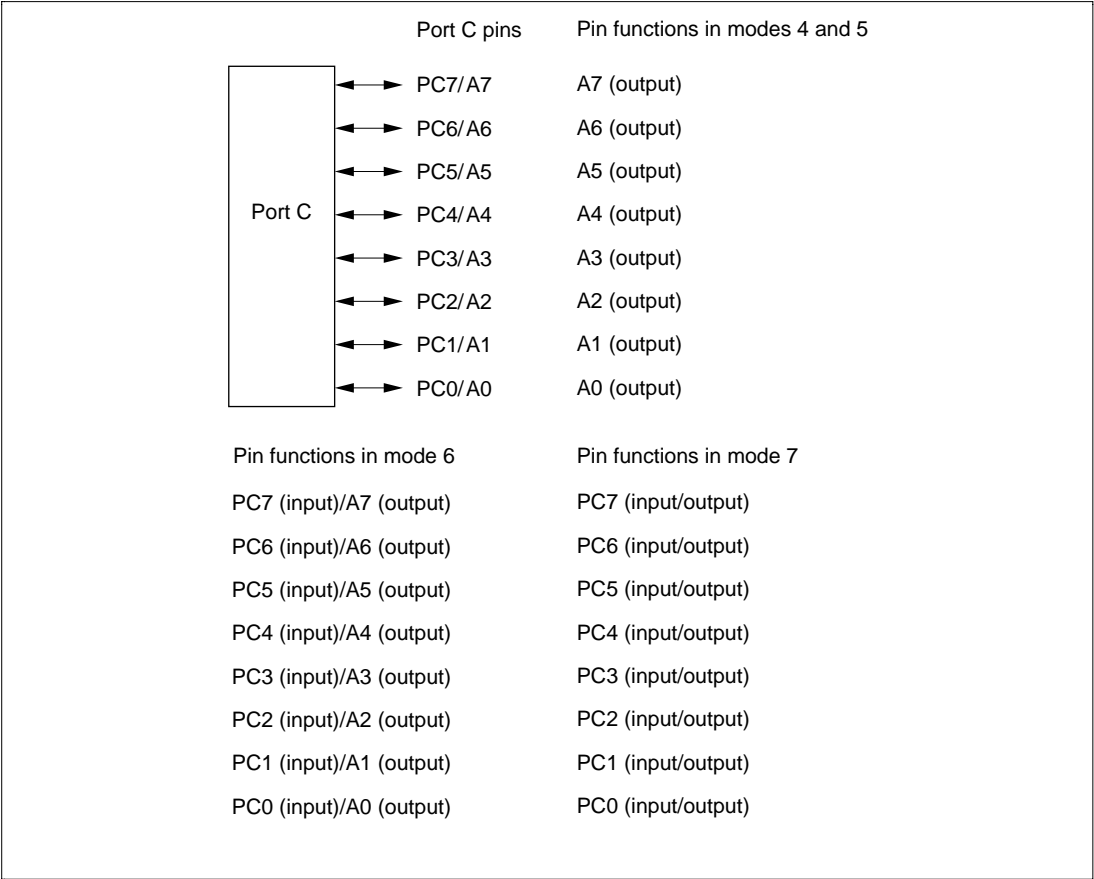 Port C pins Pin functions in modes 4 and 5
PC7/A7 A7 (output)
PC6/A6 A6 (output)
PC5/A5 A5 (output)
Port C PC4/A4 A4 (output)
PC3/A3 A3 (output)
PC2/A2 A2 (output)
PC1/A1 A1 (output)
PC0/A0 A0 (output)
Pin functions in mode 6 Pin functions in mode 7
PC7 (input)/A7 (output) PC7 (input/output)
PC6 (input)/A6 (output) PC6 (input/output)
PC5 (input)/A5 (output) PC5 (input/output)
PC4 (input)/A4 (output) PC4 (input/output)
PC3 (input)/A3 (output) PC3 (input/output)
PC2 (input)/A2 (output) PC2 (input/output)
PC1 (input)/A1 (output) PC1 (input/output)
PC0 (input)/A0 (output) PC0 (input/output)